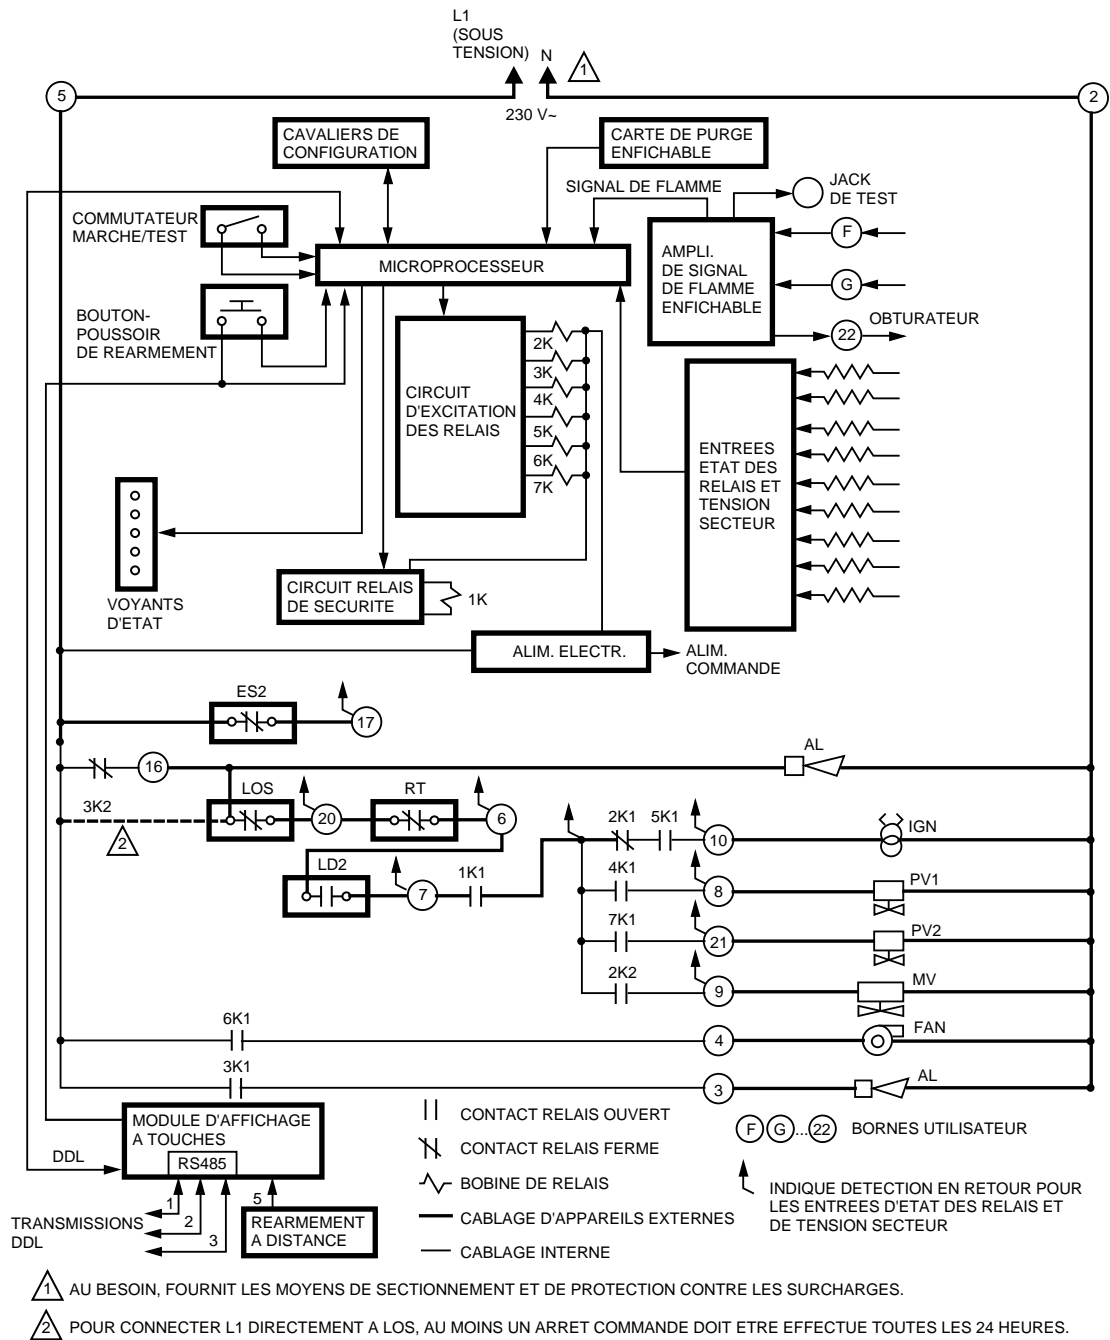 L1
(SOUS
TENSION)
N
1
5
2
230 V~
CAVALIERS DE
CONFIGURATION
CARTE DE PURGE
ENFICHABLE
SIGNAL DE FLAMME
JACK
DE TEST
COMMUTATEUR
MARCHE/TEST
MICROPROCESSEUR
AMPLI.
DE SIGNAL
DE FLAMME
ENFICHABLE
F
G
22
OBTURATEUR
BOUTON-
POUSSOIR
DE REARMEMENT
CIRCUIT
D'EXCITATION
DES RELAIS
2K
3K
4K
5K
6K
7K
ENTREES
ETAT DES
RELAIS ET
TENSION
SECTEUR
VOYANTS
D'ETAT
CIRCUIT RELAIS
DE SECURITE
1K
ALIM. ELECTR.
ALIM.
COMMANDE
ES2
17
16
AL
3K2
2
LOS
20
RT
6
LD2
7
1K1
2K1
5K1
10
IGN
4K1
8
PV1
7K1
21
PV2
2K2
9
MV
6K1
4
FAN
3K1
3
AL
MODULE D'AFFICHAGE
A TOUCHES
RS485
DDL
1
2
3
5
TRANSMISSIONS
DDL
REARMEMENT
A DISTANCE
CONTACT RELAIS OUVERT
CONTACT RELAIS FERME
BOBINE DE RELAIS
CABLAGE D'APPAREILS EXTERNES
CABLAGE INTERNE
F G ... 22 BORNES UTILISATEUR
INDIQUE DETECTION EN RETOUR POUR
LES ENTREES D'ETAT DES RELAIS ET
DE TENSION SECTEUR
1 AU BESOIN, FOURNIT LES MOYENS DE SECTIONNEMENT ET DE PROTECTION CONTRE LES SURCHARGES.
2 POUR CONNECTER L1 DIRECTEMENT A LOS, AU MOINS UN ARRET COMMANDE DOIT ETRE EFFECTUE TOUTES LES 24 HEURES.